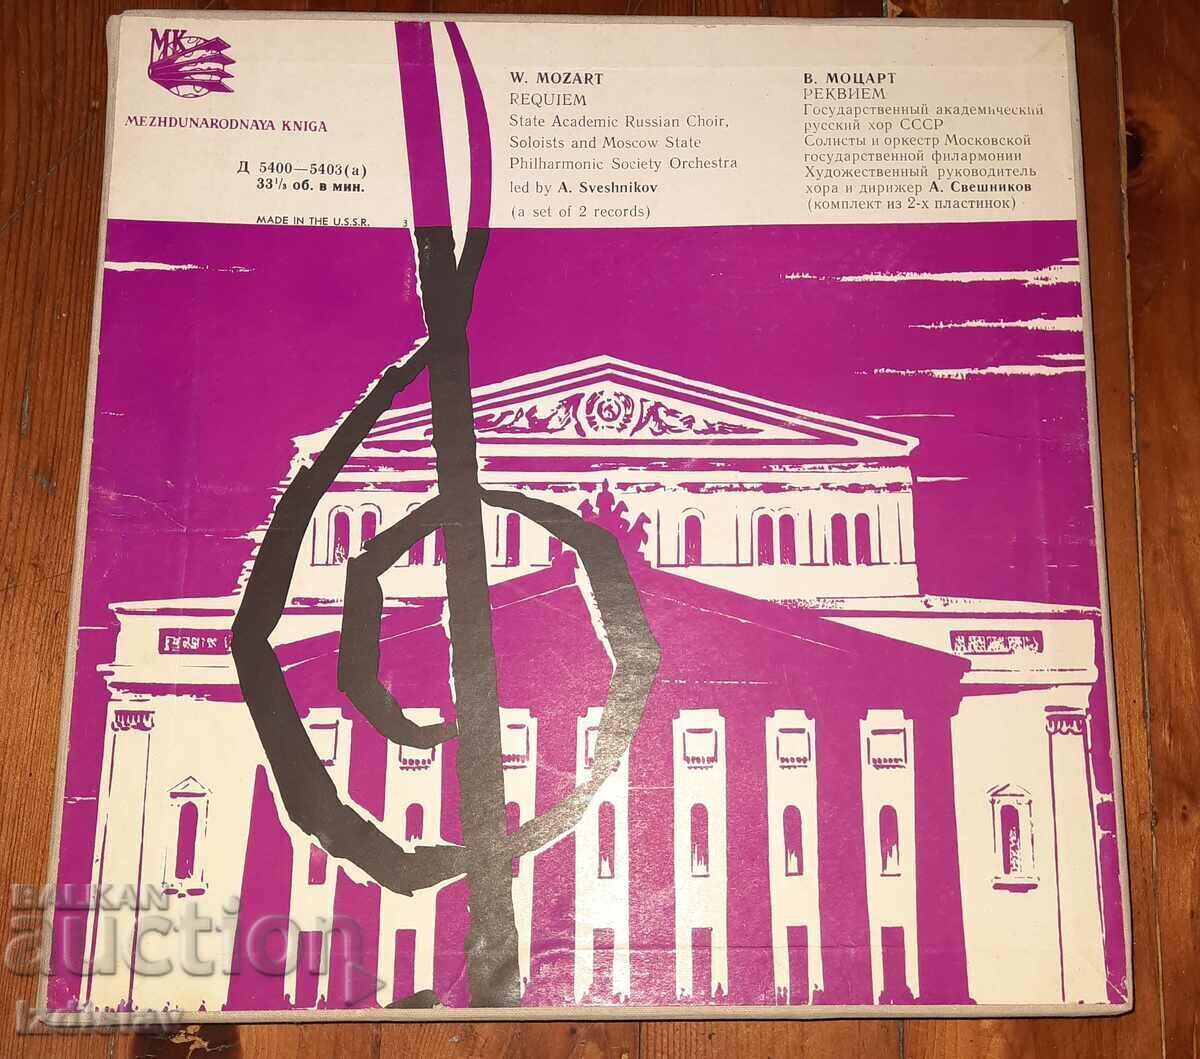 MK
MEZHDUNARODNAYA KNIGA
Д 5400—5403(а)
33⅓ об. в мин.
MADE IN THE U.S.S.R. 3
W. MOZART
REQUIEM
State Academic Russian Choir,
Soloists and Moscow State
Philharmonic Society Orchestra
led by A. Sveshnikov
(a set of 2 records)
В. МОЦАРТ
РЕКВИЕМ
Государственный академический
русский хор СССР
Солисты и оркестр Московской
государственной филармонии
Художественный руководитель
хора и дирижер А. Свешников
(комплект из 2-х пластинок)
BALKAN
auction